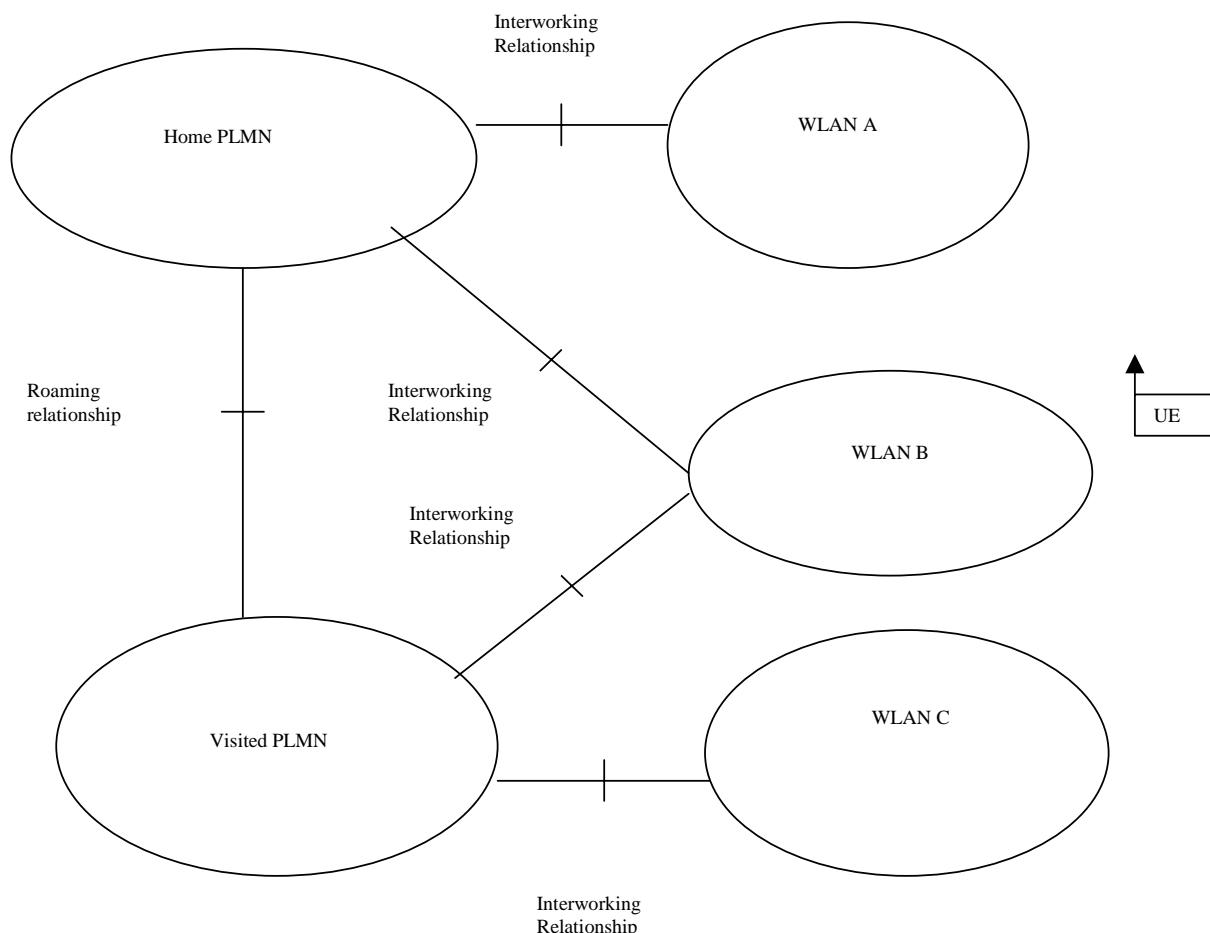 Interworking
Relationship
Home PLMN
WLAN A
Roaming
relationship
Interworking
Relationship
UE
WLAN B
Interworking
Relationship
WLAN C
Visited PLMN
Interworking
Relationship